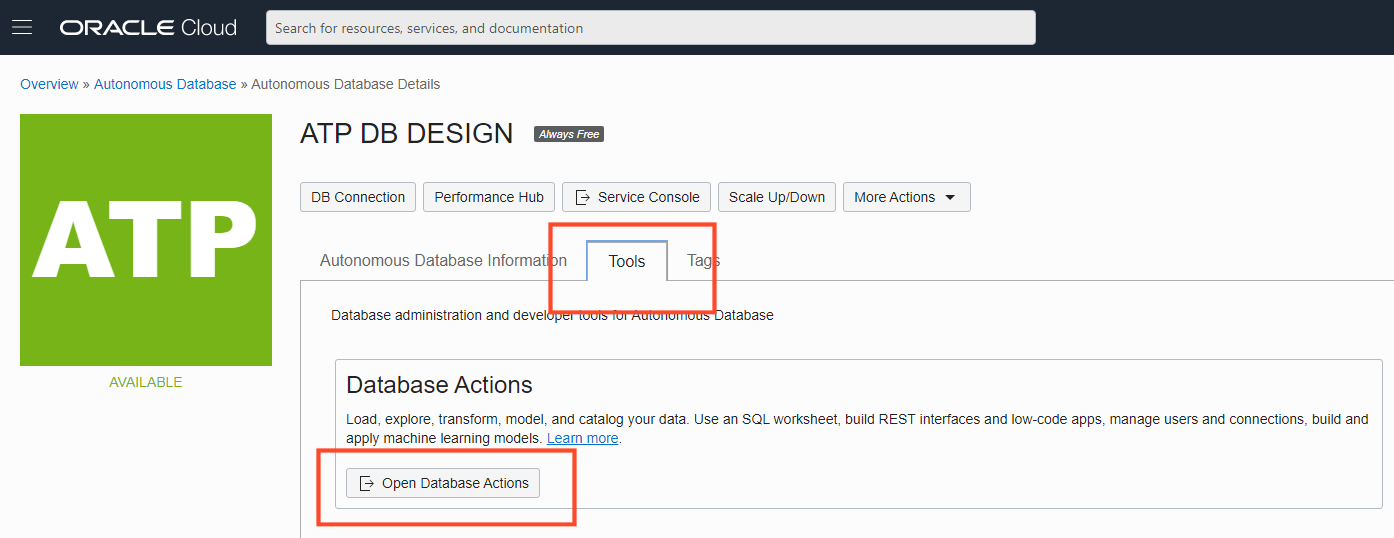 ORACLE Cloud
Search for resources, services, and documentation
Overview » Autonomous Database » Autonomous Database Details
ATP
AVAILABLE
ATP DB DESIGN
Always Free
DB Connection
Performance Hub
Service Console
Scale Up/Down
More Actions
Autonomous Database Information
Tools
Tags
Database administration and developer tools for Autonomous Database
Database Actions
Load, explore, transform, model, and catalog your data. Use an SQL worksheet, build REST interfaces and low-code apps, manage users and connections, build and
apply machine learning models. Learn more.
Open Database Actions